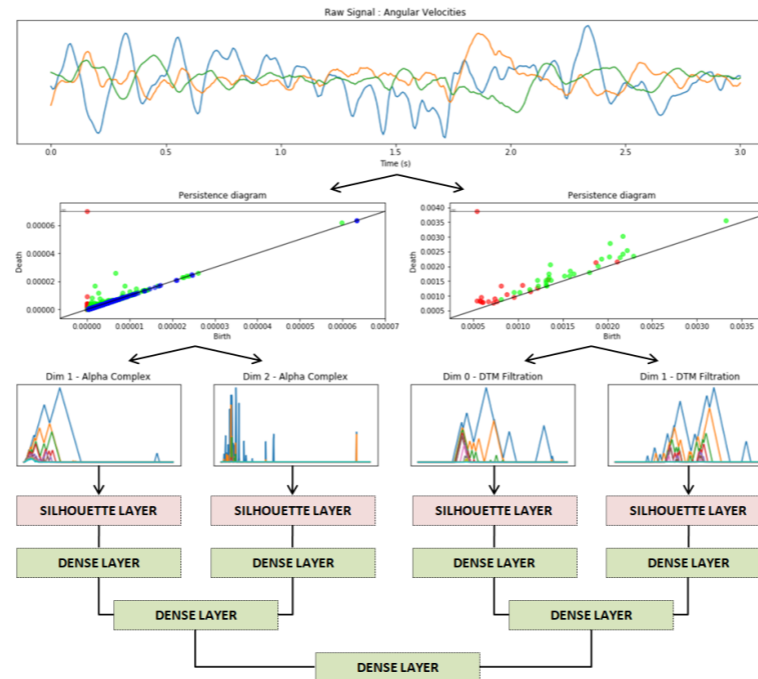 Raw Signal : Angular Velocities
0.0 0.5 1.0 1.5 2.0 2.5 3.0
Time (s)
Persistence diagram
Death
0.00006
0.00004
0.00002
0.00000
0.00000 0.00001 0.00002 0.00003 0.00004 0.00005 0.00006 0.00007
Birth
Persistence diagram
Death
0.0040
0.0035
0.0030
0.0025
0.0020
0.0015
0.0010
0.0005
0.0005 0.0010 0.0015 0.0020 0.0025 0.0030 0.0035
Birth
Dim 1 - Alpha Complex
Dim 2 - Alpha Complex
Dim 0 - DTM Filtration
Dim 1 - DTM Filtration
SILHOUETTE LAYER
SILHOUETTE LAYER
SILHOUETTE LAYER
SILHOUETTE LAYER
DENSE LAYER
DENSE LAYER
DENSE LAYER
DENSE LAYER
DENSE LAYER
DENSE LAYER
DENSE LAYER